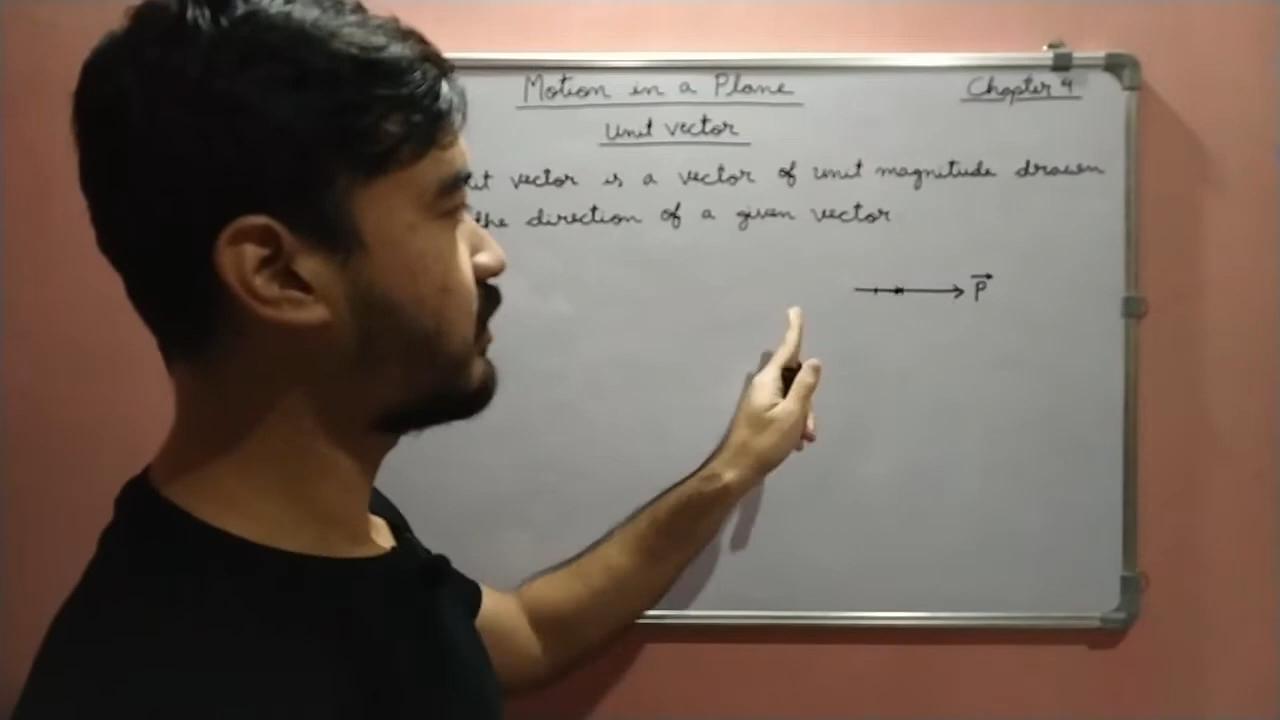 Motion in a Plane
Chapter 4
Unit vector
it vector is a vector of unit magnitude drawn
the direction of a given vector
P